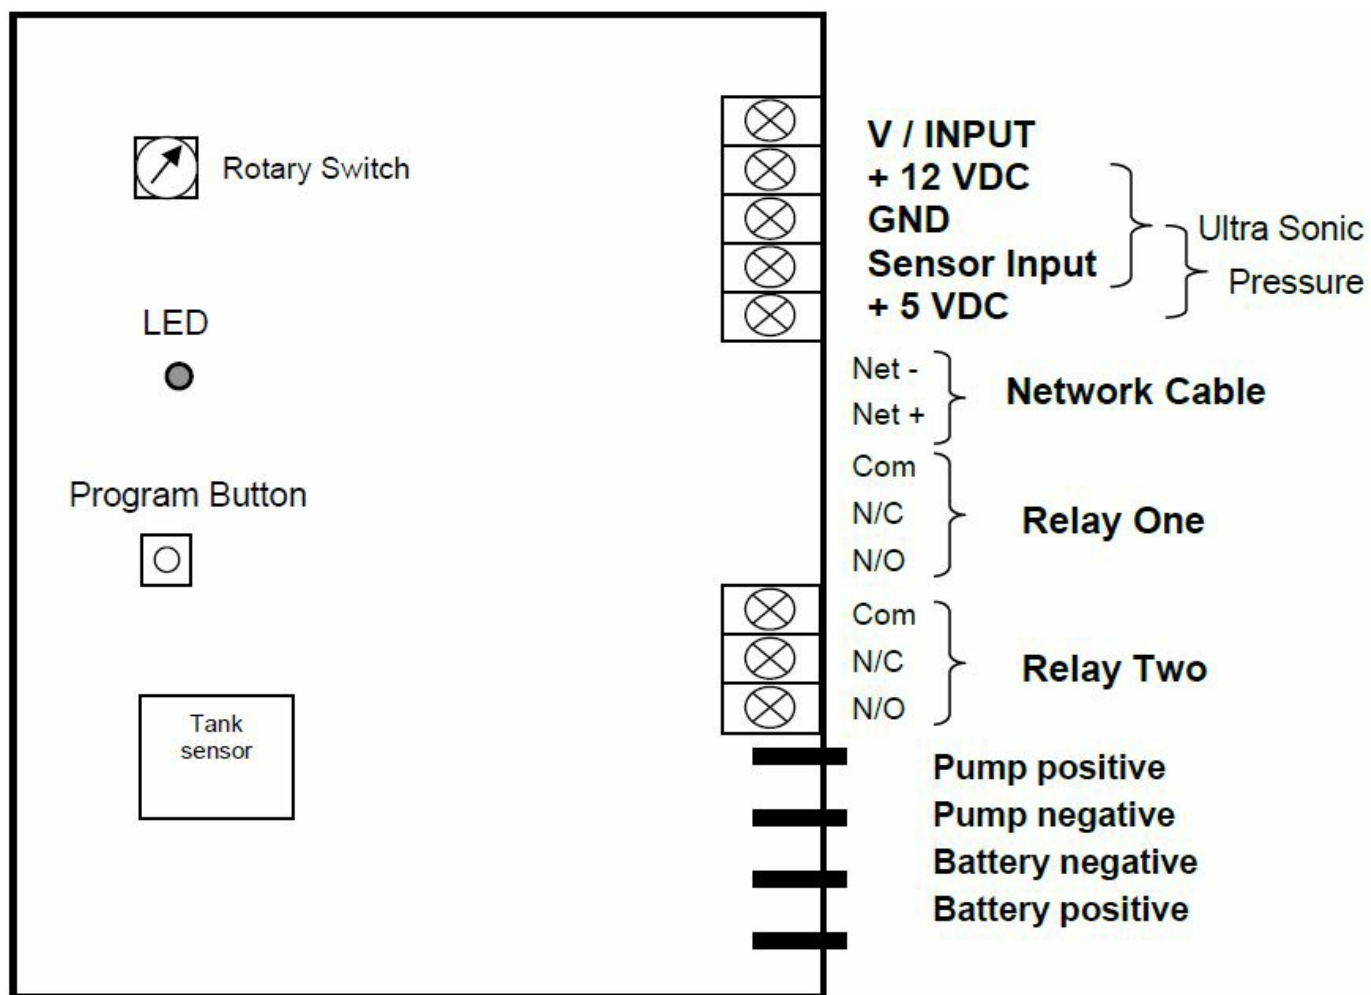 V / INPUT
+ 12 VDC
GND
Sensor Input
+ 5 VDC
Ultra Sonic
Pressure
Rotary Switch
LED
Net -
Net +
Network Cable
Program Button
Com
N/C
N/O
Relay One
Com
N/C
N/O
Relay Two
Tank
sensor
Pump positive
Pump negative
Battery negative
Battery positive